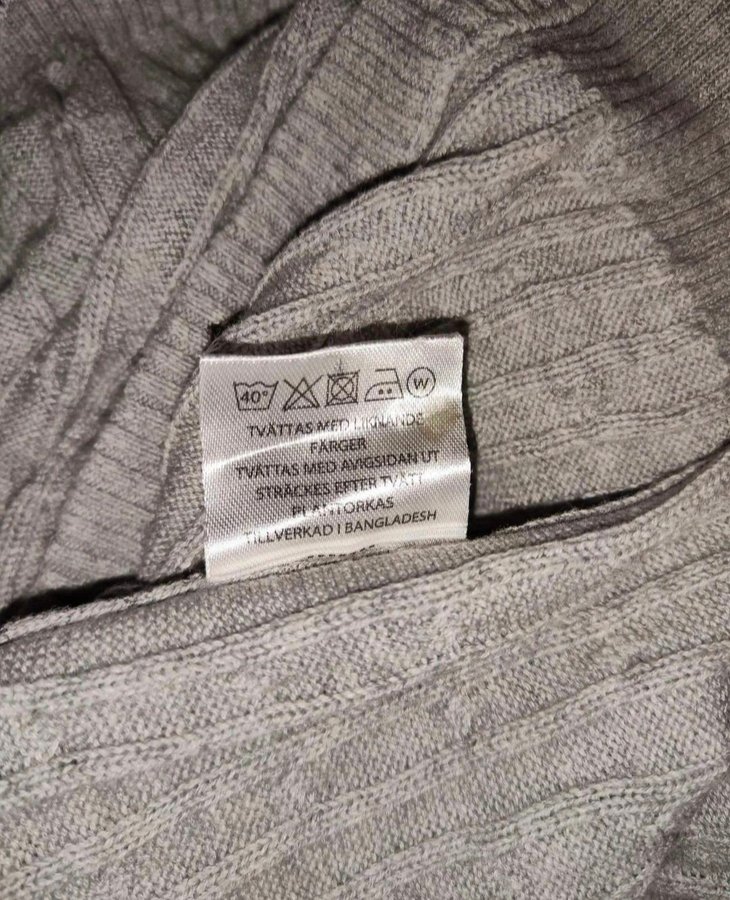 40° W
TVÄTTAS MED LIKNANDE
FÄRGER
TVÄTTAS MED AVIGSIDAN UT
STRÄCKES EFTER TVÄTT
PLANTORKAS
TILLVERKAD I BANGLADESH